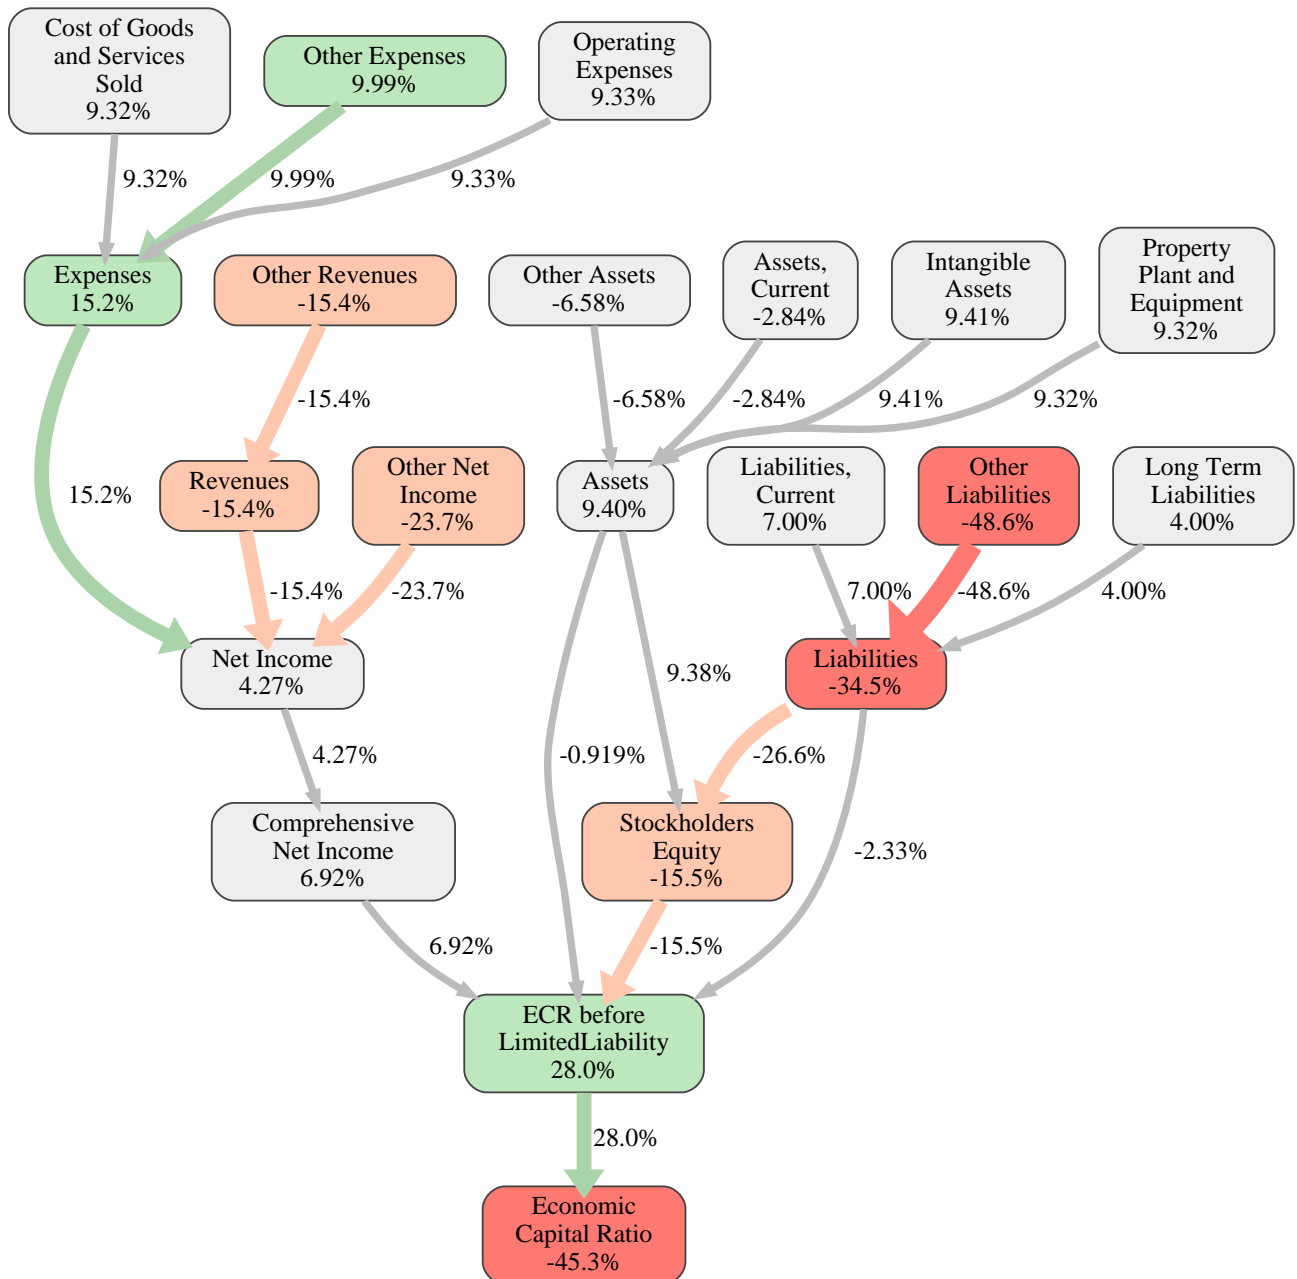 Cost of Goods
and Services
Sold
9.32%
Other Expenses
9.99%
Operating
Expenses
9.33%
9.32%
9.99%
9.33%
Expenses
15.2%
Other Revenues
-15.4%
Other Assets
-6.58%
Assets,
Current
-2.84%
Intangible
Assets
9.41%
Property
Plant and
Equipment
9.32%
-15.4%
-6.58%
-2.84%
9.41%
9.32%
15.2%
Revenues
-15.4%
Other Net
Income
-23.7%
Assets
9.40%
Liabilities,
Current
7.00%
Other
Liabilities
-48.6%
Long Term
Liabilities
4.00%
-15.4%
-23.7%
7.00%
-48.6%
4.00%
Net Income
4.27%
9.38%
Liabilities
-34.5%
4.27%
-0.919%
-26.6%
Comprehensive
Net Income
6.92%
Stockholders
Equity
-15.5%
-2.33%
6.92%
-15.5%
ECR before
LimitedLiability
28.0%
28.0%
Economic
Capital Ratio
-45.3%